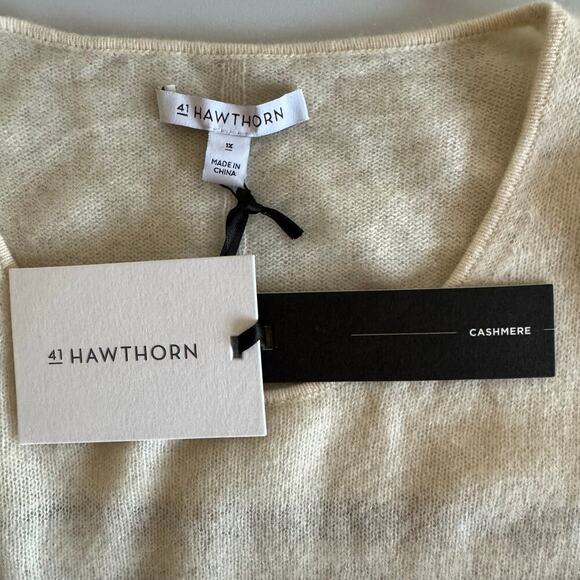 41 HAWTHORN
1X
MADE IN
CHINA
41 HAWTHORN
CASHMERE